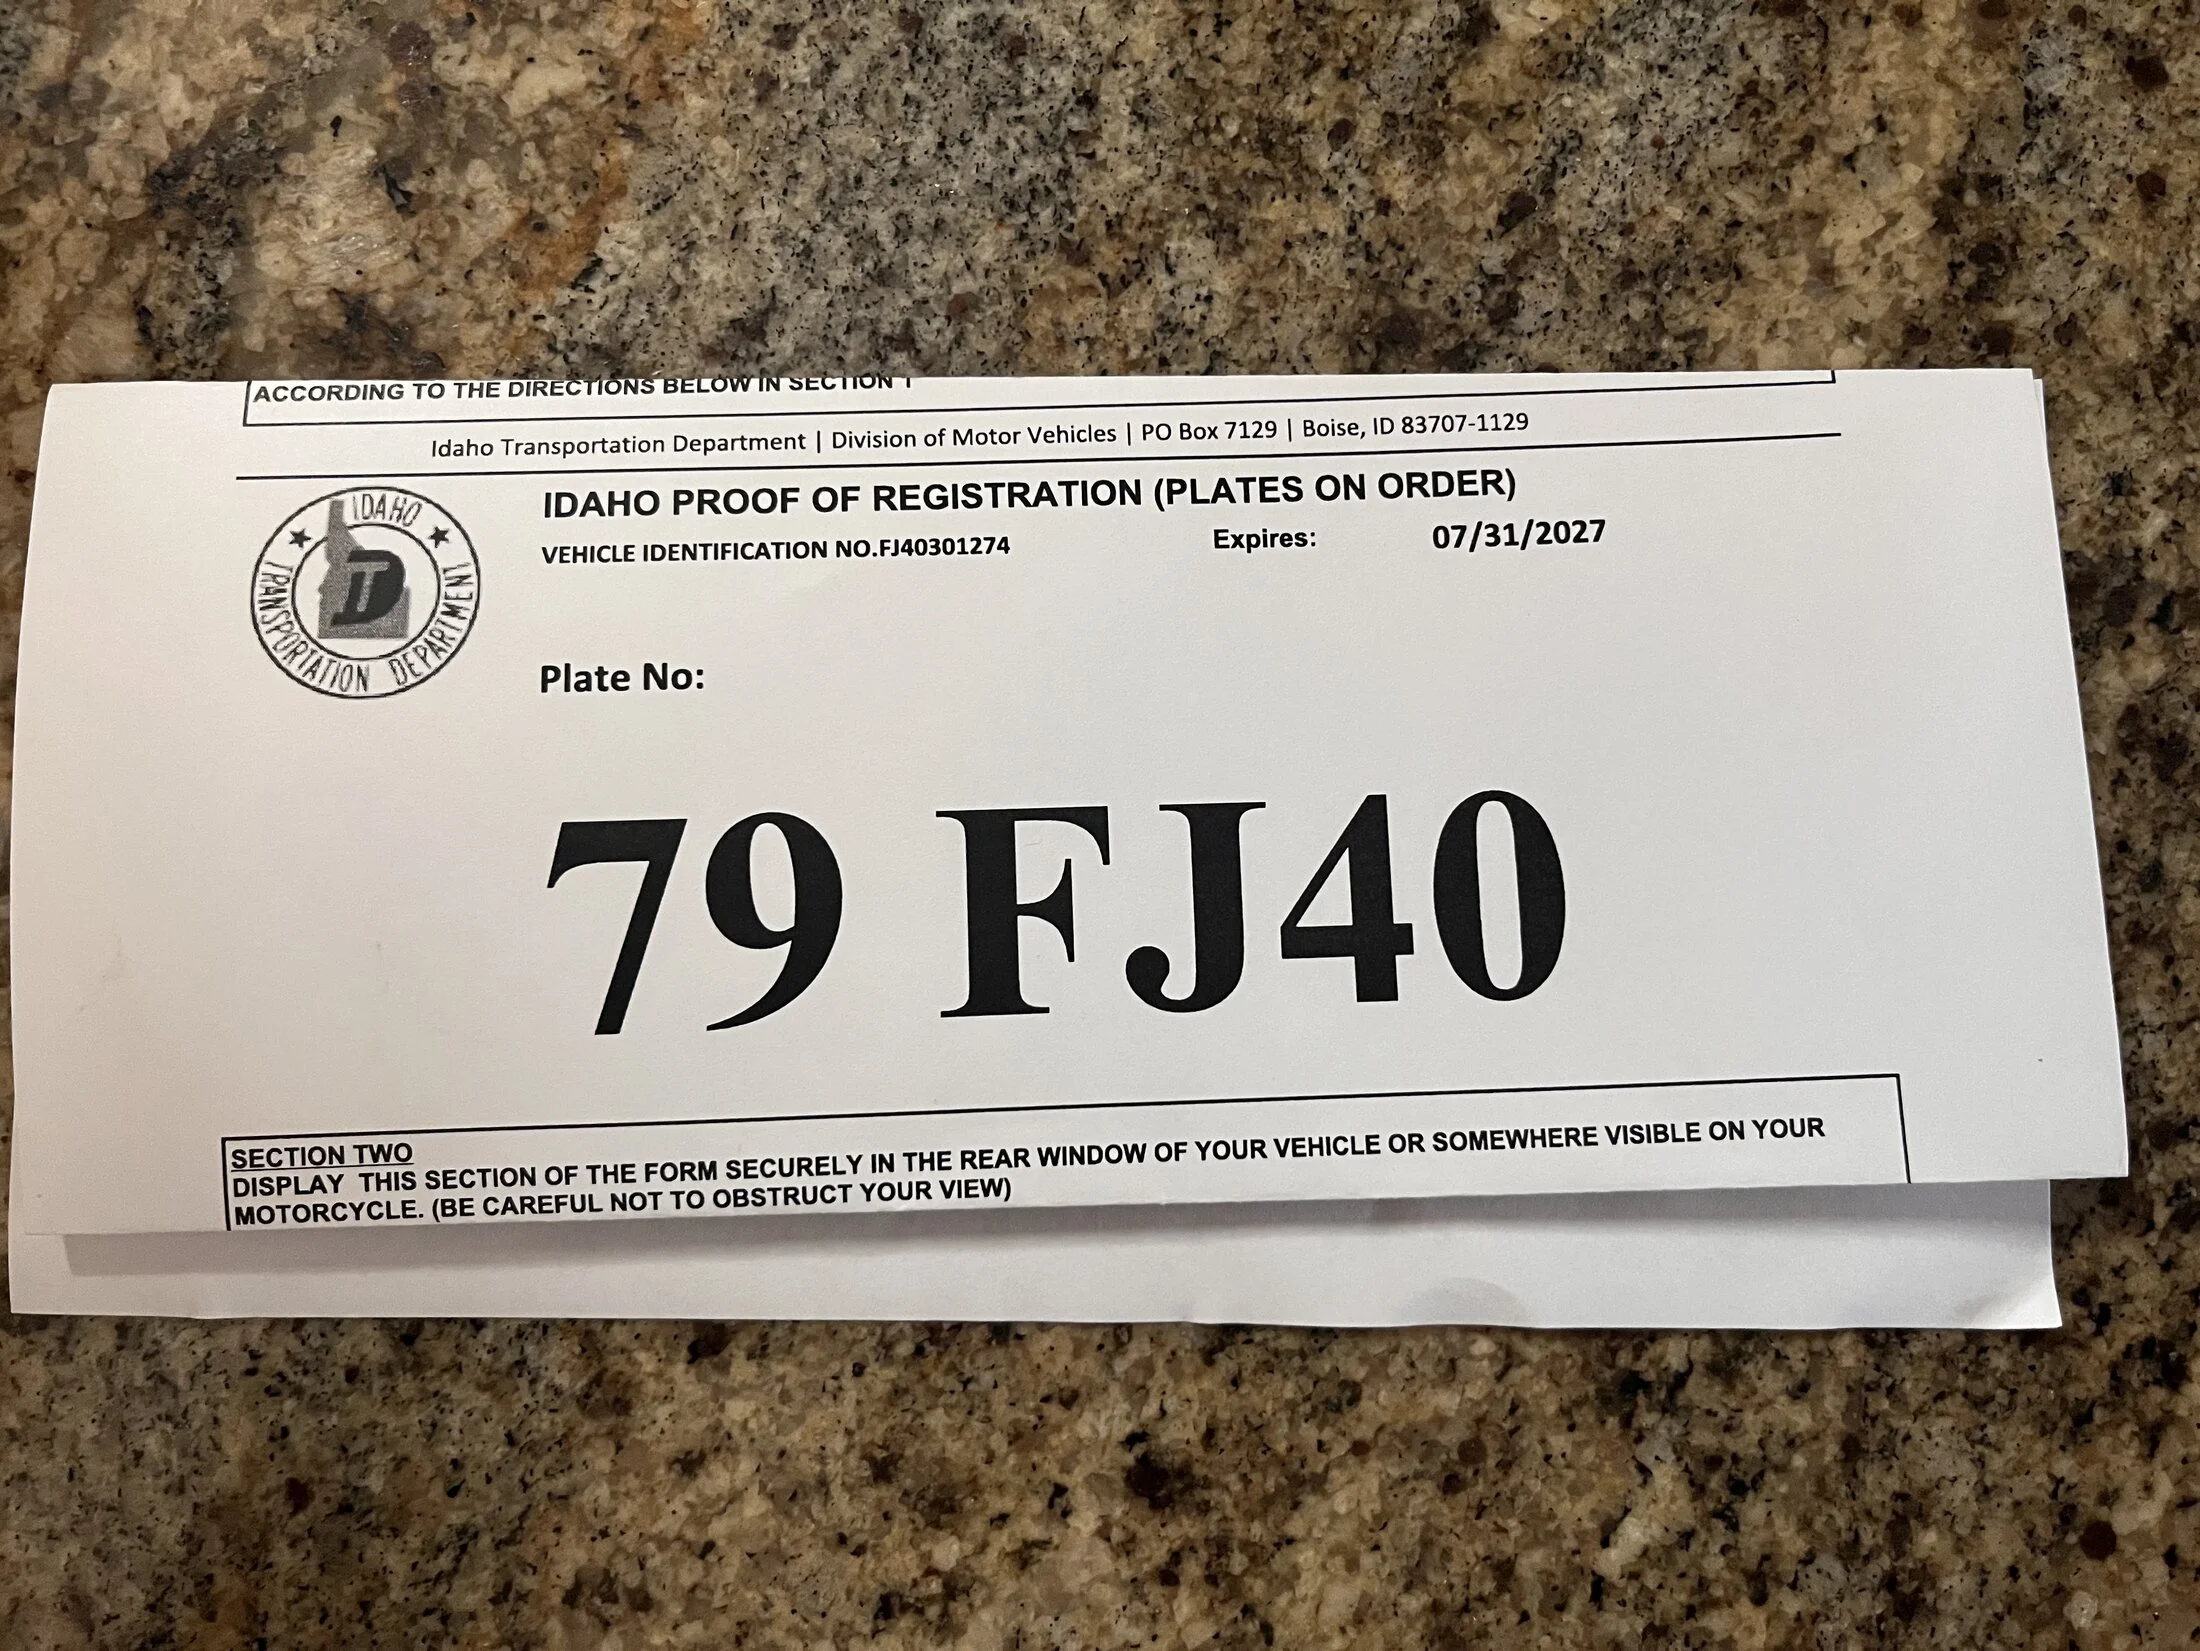 ACCORDING TO THE DIRECTIONS BELOW IN SECTION 1
Idaho Transportation Department | Division of Motor Vehicles | PO Box 7129 | Boise, ID 83707-1129
IDAHO TRANSPORTATION DEPARTMENT
ITD
IDAHO PROOF OF REGISTRATION (PLATES ON ORDER)
VEHICLE IDENTIFICATION NO.FJ40301274 Expires: 07/31/2027
Plate No:
79 FJ40
SECTION TWO
DISPLAY THIS SECTION OF THE FORM SECURELY IN THE REAR WINDOW OF YOUR VEHICLE OR SOMEWHERE VISIBLE ON YOUR
MOTORCYCLE. (BE CAREFUL NOT TO OBSTRUCT YOUR VIEW)